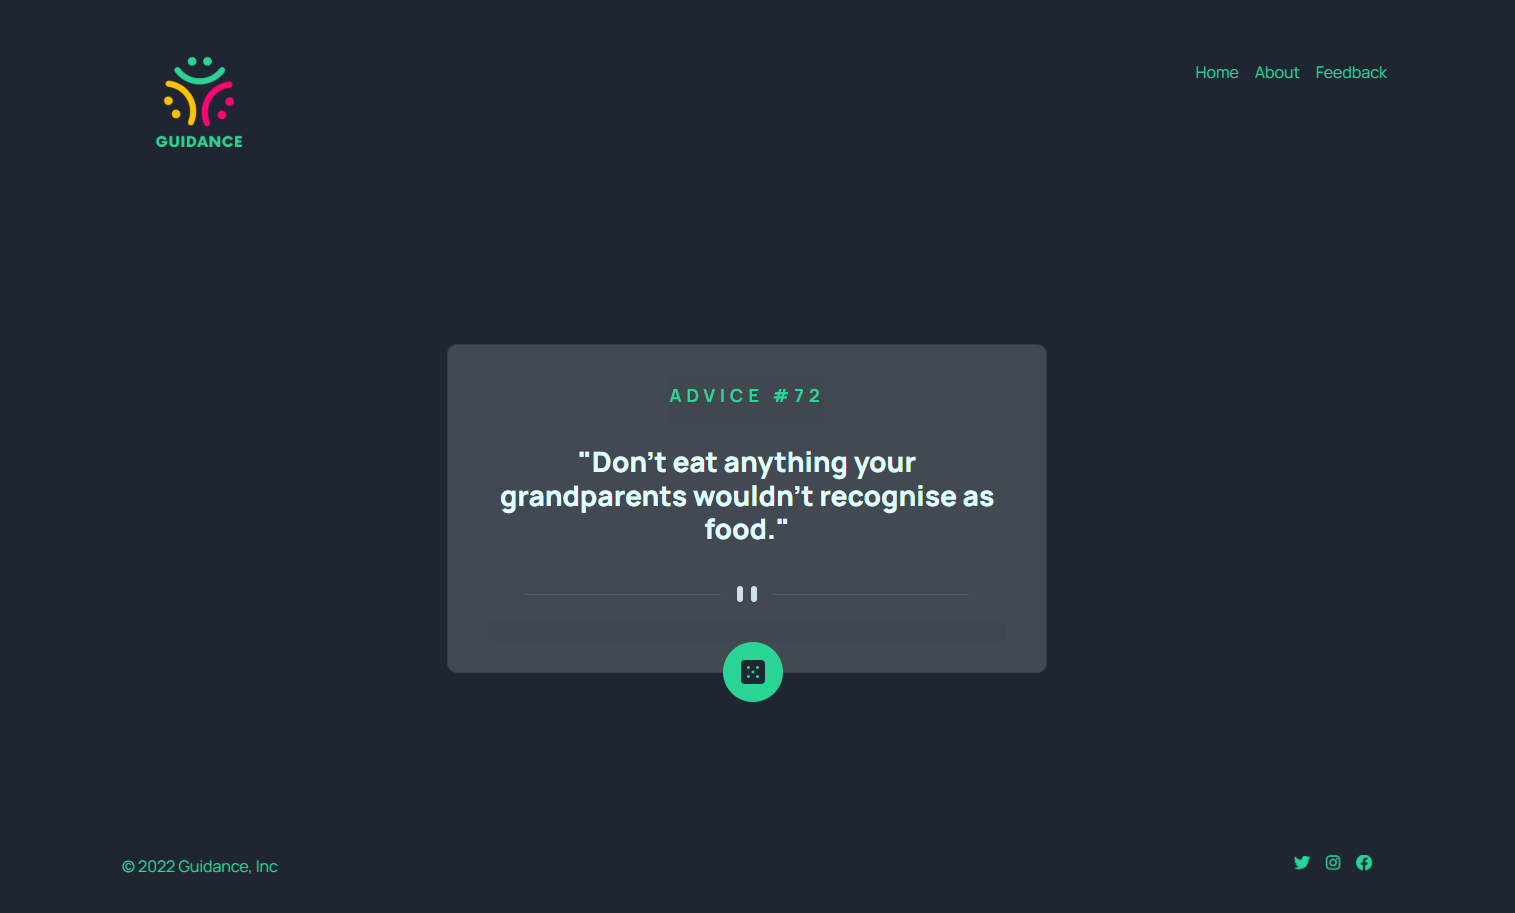 GUIDANCE
Home About Feedback
ADVICE #72
"Don't eat anything your
grandparents wouldn't recognise as
food."
© 2022 Guidance, Inc